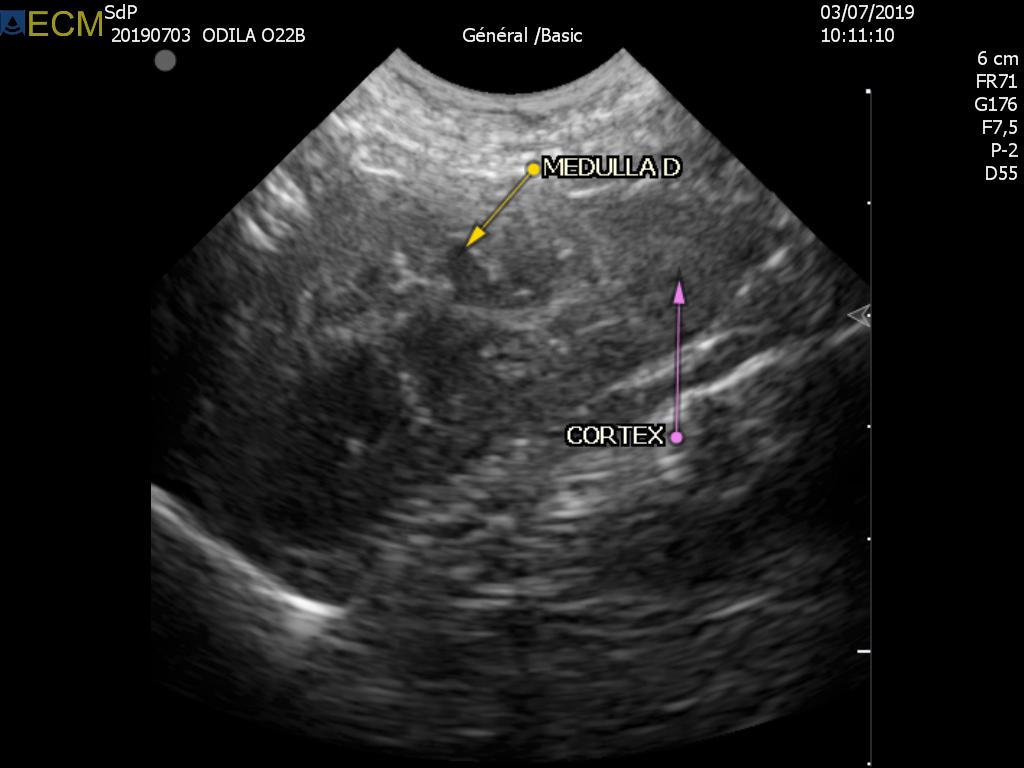 ECM
SdP
20190703 ODILA O22B
Général /Basic
03/07/2019
10:11:10
6 cm
FR71
G176
F7,5
P-2
D55
MEDULLA D
CORTEX